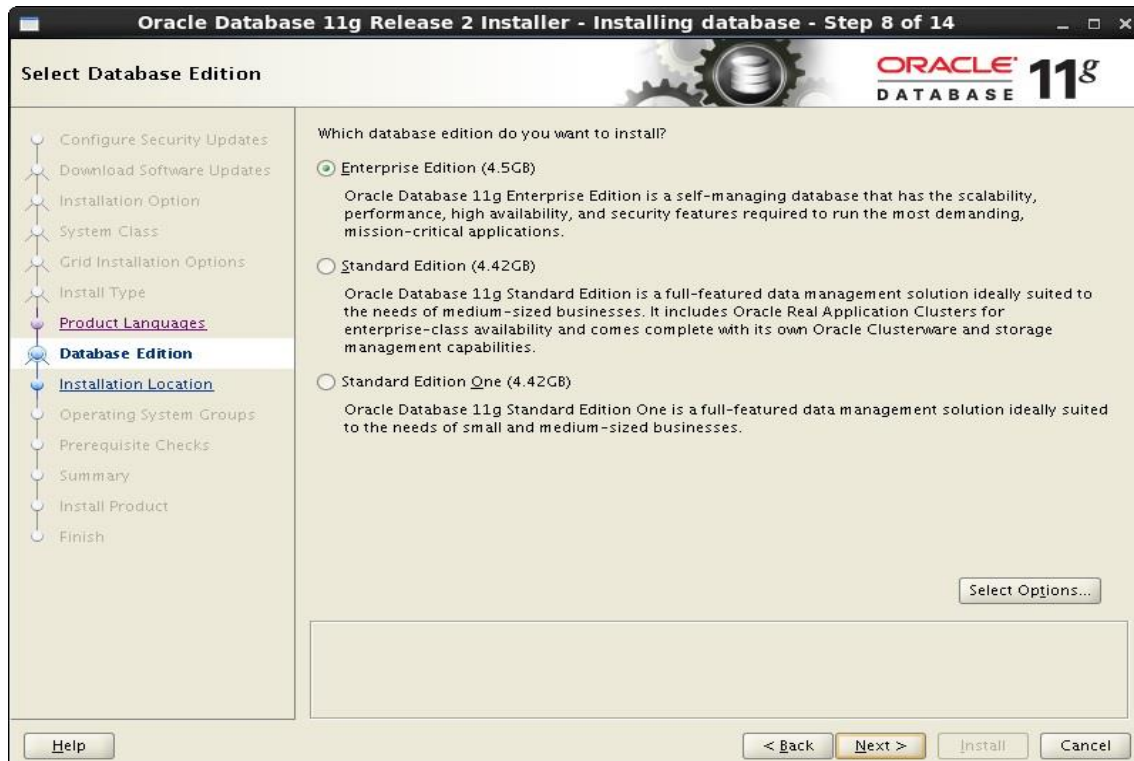 Oracle Database 11g Release 2 Installer - Installing database - Step 8 of 14
Select Database Edition
ORACLE
DATABASE
11g
Configure Security Updates
Download Software Updates
Installation Option
System Class
Grid Installation Options
Install Type
Product Languages
Database Edition
Installation Location
Operating System Groups
Prerequisite Checks
Summary
Install Product
Finish
Which database edition do you want to install?
Enterprise Edition (4.5GB)
Oracle Database 11g Enterprise Edition is a self-managing database that has the scalability,
performance, high availability, and security features required to run the most demanding,
mission-critical applications.
Standard Edition (4.42GB)
Oracle Database 11g Standard Edition is a full-featured data management solution ideally suited to
the needs of medium-sized businesses. It includes Oracle Real Application Clusters for
enterprise-class availability and comes complete with its own Oracle Clusterware and storage
management capabilities.
Standard Edition One (4.42GB)
Oracle Database 11g Standard Edition One is a full-featured data management solution ideally suited
to the needs of small and medium-sized businesses.
Select Options...
Help
< Back
Next >
Install
Cancel